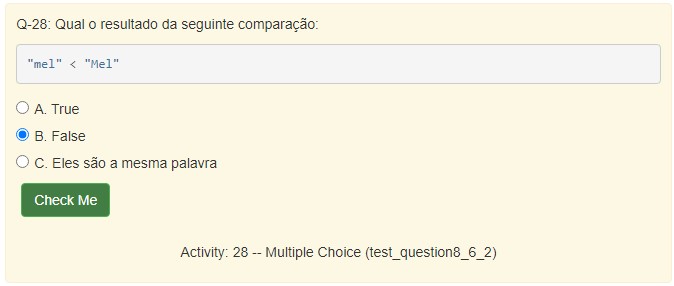 Q-28: Qual o resultado da seguinte comparação:
"mel" < "Mel"
A. True
B. False
C. Eles são a mesma palavra
Check Me
Activity: 28 -- Multiple Choice (test_question8_6_2)